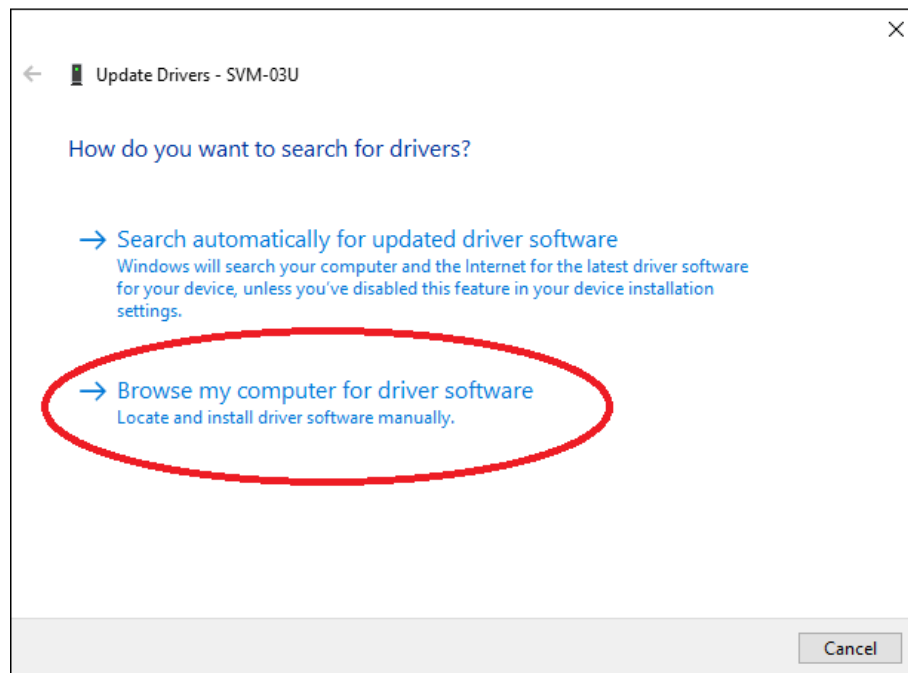 Update Drivers - SVM-03U
How do you want to search for drivers?
Search automatically for updated driver software
Windows will search your computer and the Internet for the latest driver software
for your device, unless you've disabled this feature in your device installation
settings.
Browse my computer for driver software
Locate and install driver software manually.
Cancel